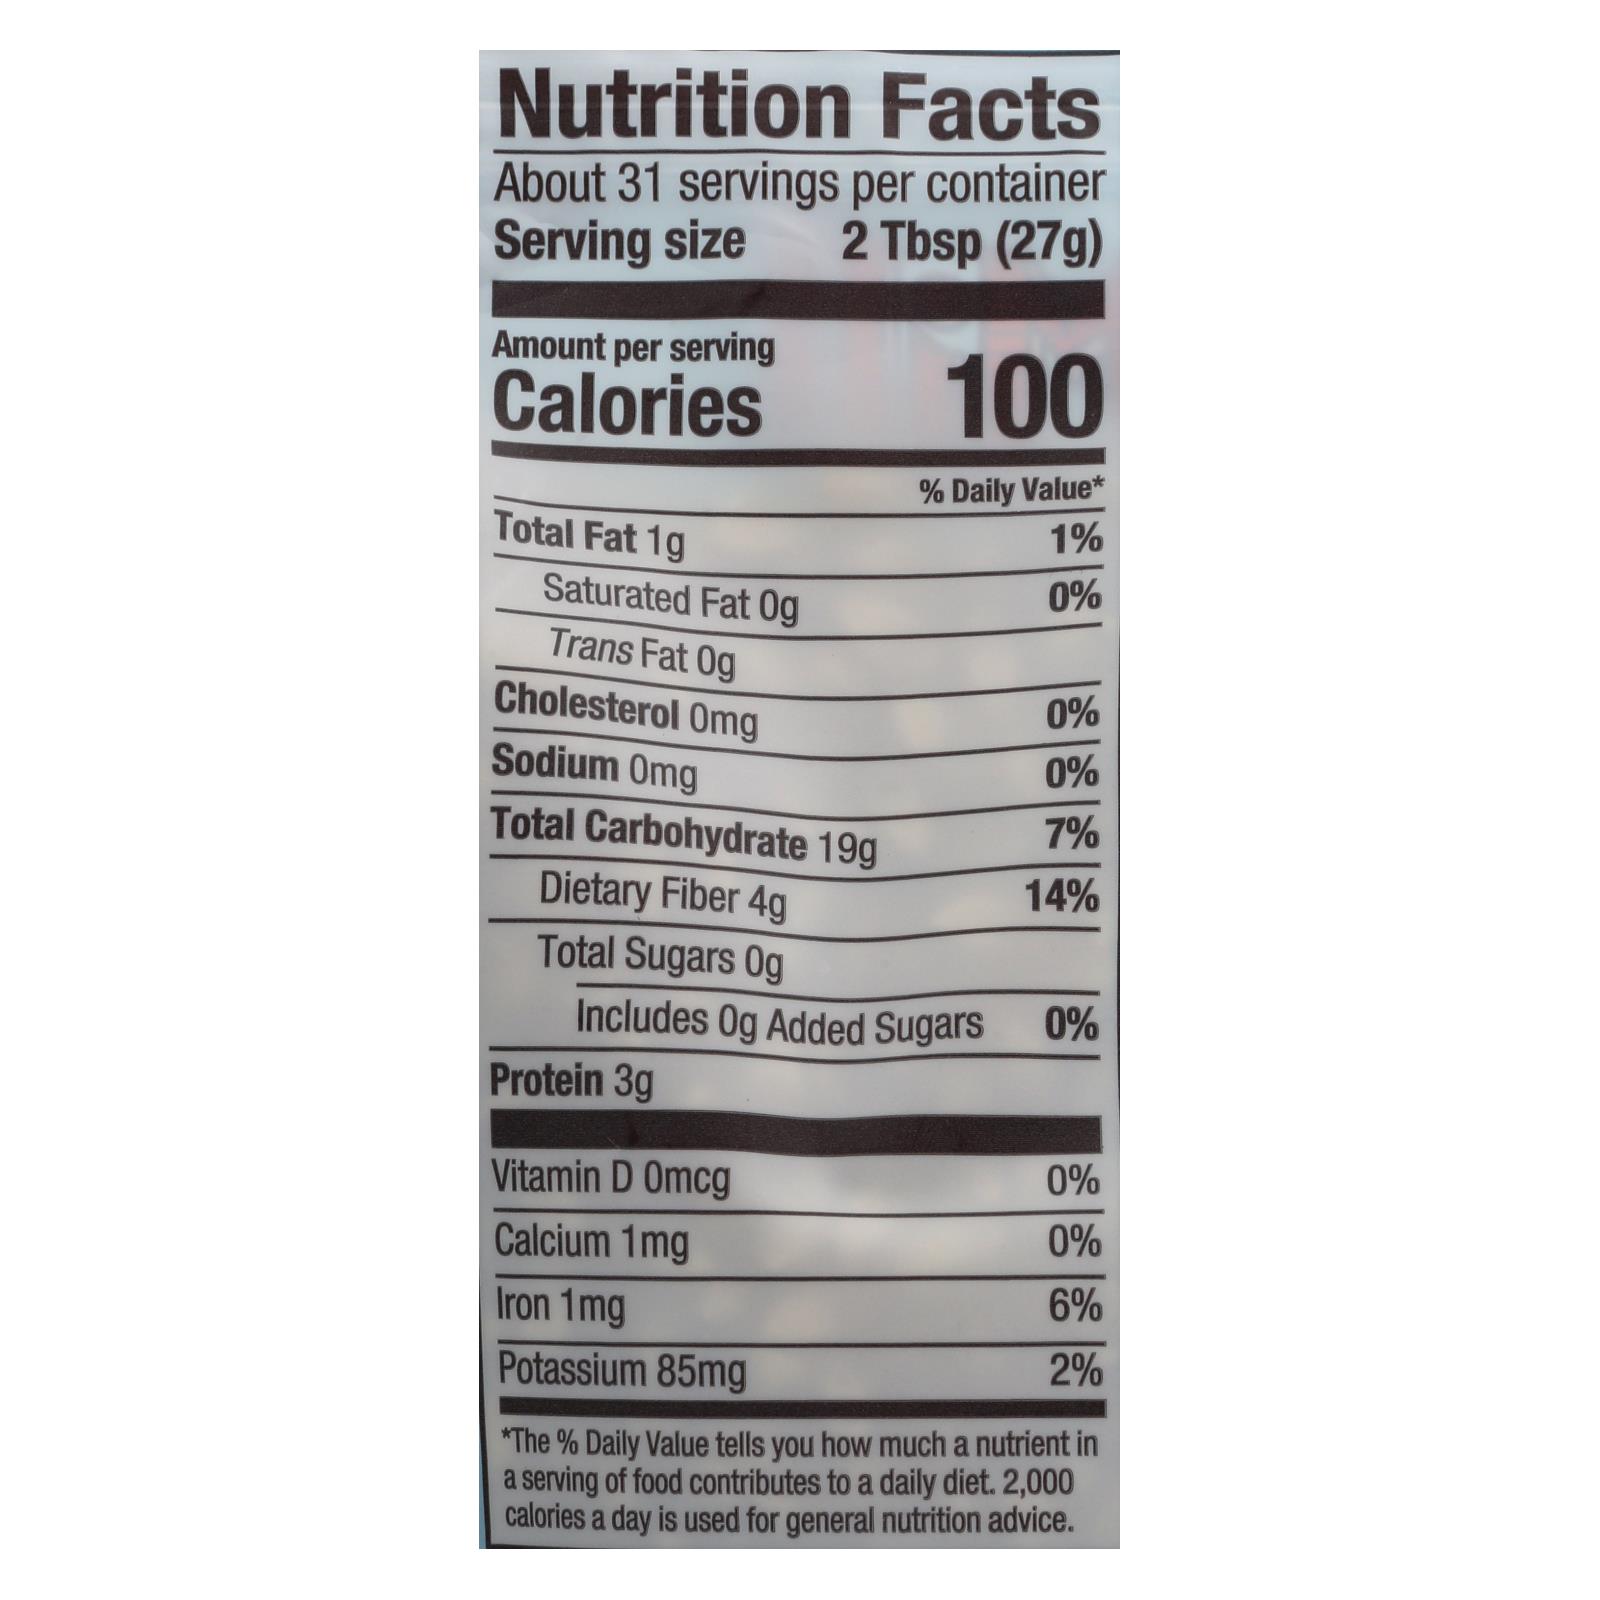 Nutrition Facts
About 31 servings per container
Serving size 2 Tbsp (27g)
Amount per serving
Calories 100
% Daily Value*
Total Fat 1g 1%
Saturated Fat 0g 0%
Trans Fat 0g
Cholesterol 0mg 0%
Sodium 0mg 0%
Total Carbohydrate 19g 7%
Dietary Fiber 4g 14%
Total Sugars 0g
Includes 0g Added Sugars 0%
Protein 3g
Vitamin D 0mcg 0%
Calcium 1mg 0%
Iron 1mg 6%
Potassium 85mg 2%
*The % Daily Value tells you how much a nutrient in
a serving of food contributes to a daily diet. 2,000
calories a day is used for general nutrition advice.